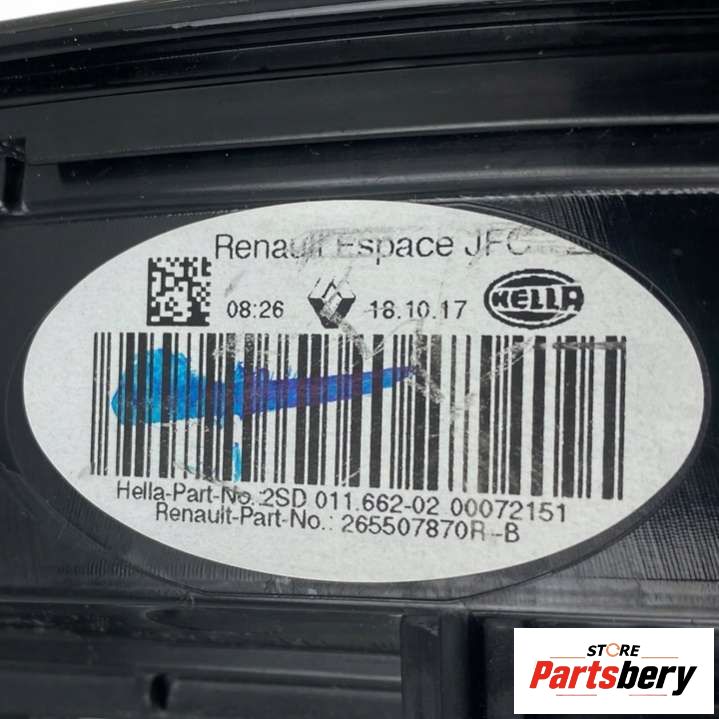 Renault Espace JFC
08:26 18.10.17 HELLA
Hella-Part-No.:2SD 011.662-02 00072151
Renault-Part-No.: 265507870R--B
STORE
Partsbery